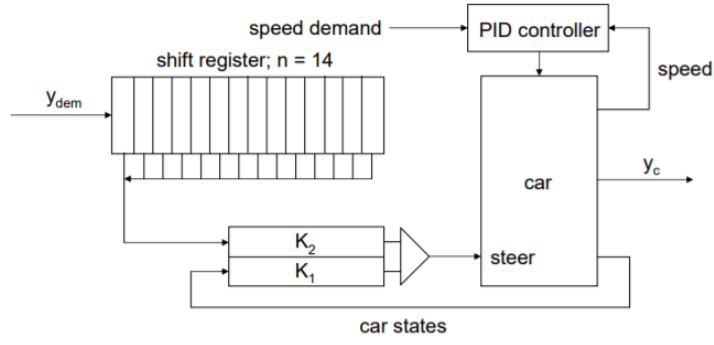 speed demand
PID controller
shift register; n = 14
speed
y_dem
y_c
car
K_2
steer
K_1
car states